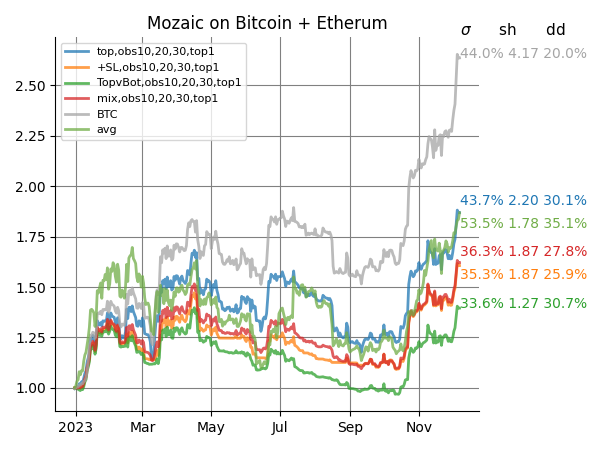 Mozaic on Bitcoin + Etherum
σ sh dd
top,obs10,20,30,top1
+SL,obs10,20,30,top1
TopvBot,obs10,20,30,top1
mix,obs10,20,30,top1
BTC
avg
44.0% 4.17 20.0%
43.7% 2.20 30.1%
53.5% 1.78 35.1%
36.3% 1.87 27.8%
35.3% 1.87 25.9%
33.6% 1.27 30.7%
2.50
2.25
2.00
1.75
1.50
1.25
1.00
2023 Mar May Jul Sep Nov